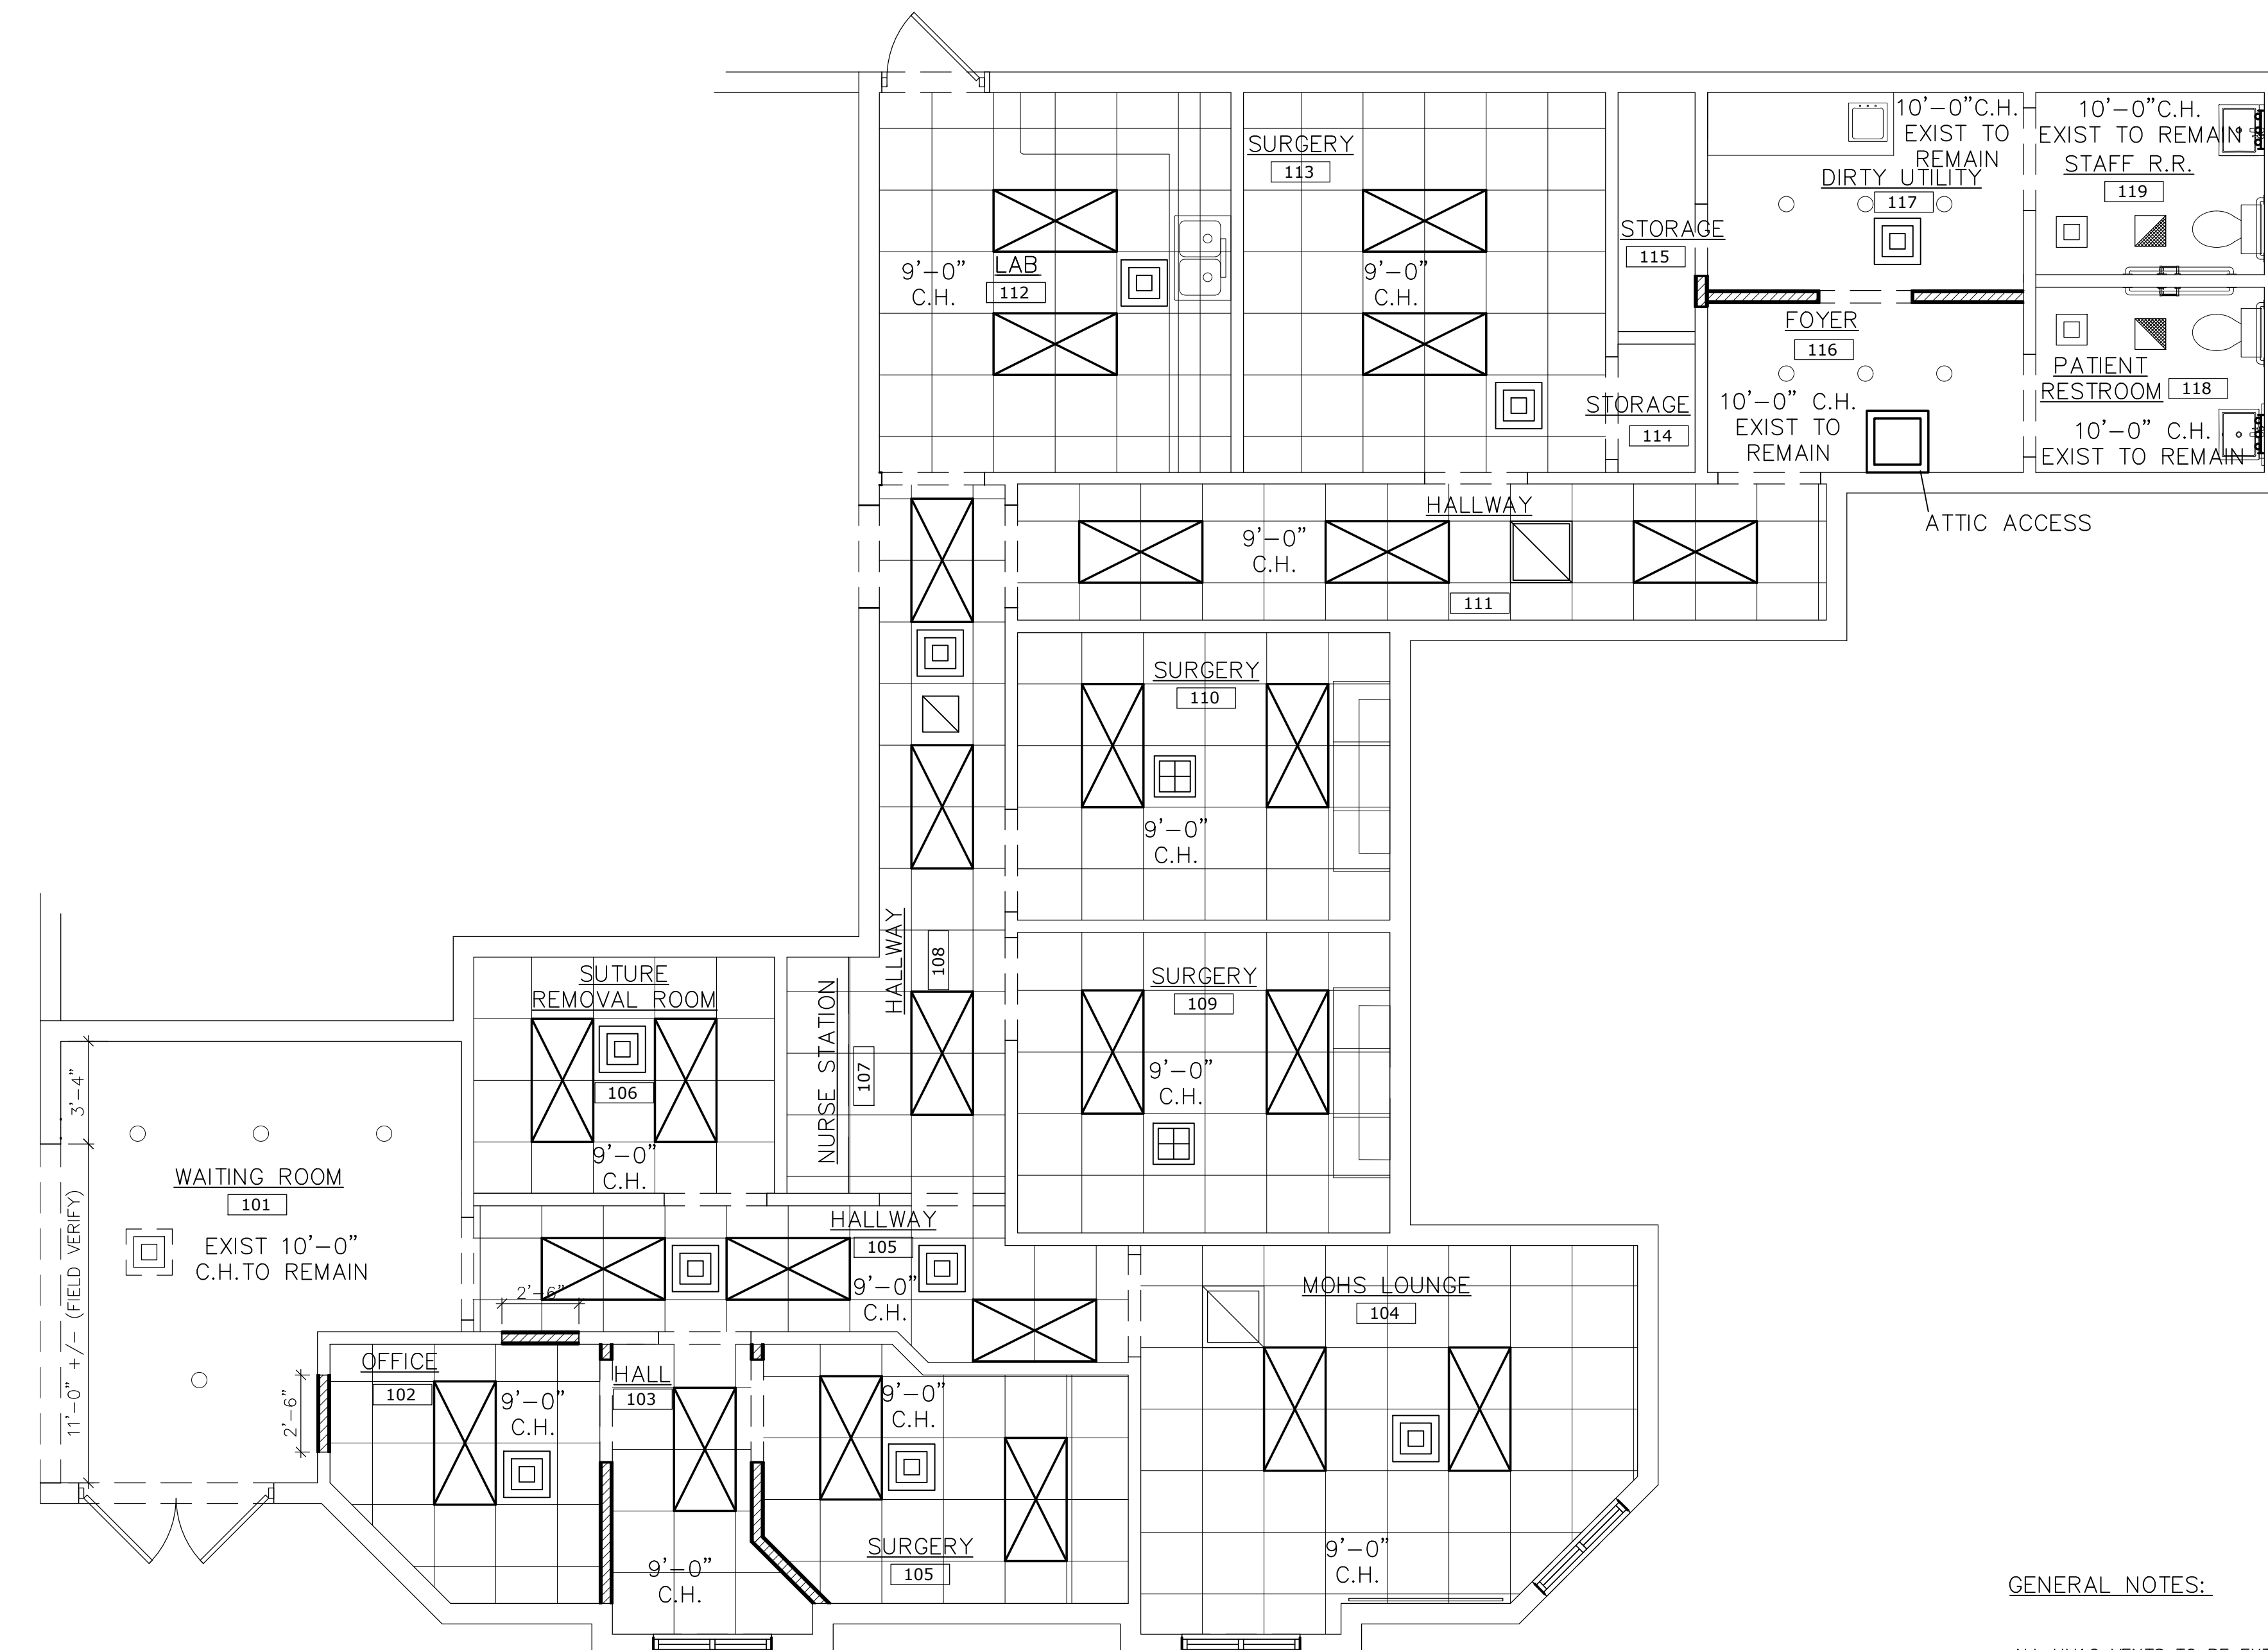 10'-0"C.H.
EXIST TO
REMAIN
DIRTY UTILITY
117
10'-0"C.H.
EXIST TO REMAIN
STAFF R.R.
119
SURGERY
113
9'-0"
C.H.
LAB
112
9'-0"
C.H.
STORAGE
115
STORAGE
114
FOYER
116
10'-0" C.H.
EXIST TO
REMAIN
PATIENT
RESTROOM
118
10'-0" C.H.
EXIST TO REMAIN
ATTIC ACCESS
HALLWAY
9'-0"
C.H.
111
SURGERY
110
9'-0"
C.H.
HALLWAY
108
SURGERY
109
9'-0"
C.H.
NURSE STATION
107
SUTURE
REMOVAL ROOM
106
9'-0"
C.H.
3'-4"
11'-0" +/- (FIELD VERIFY)
WAITING ROOM
101
EXIST 10'-0"
C.H.TO REMAIN
HALLWAY
105
9'-0"
C.H.
2'-6"
MOHS LOUNGE
104
9'-0"
C.H.
OFFICE
102
9'-0"
C.H.
2'-6"
HALL
103
9'-0"
C.H.
9'-0"
C.H.
SURGERY
105
GENERAL NOTES: